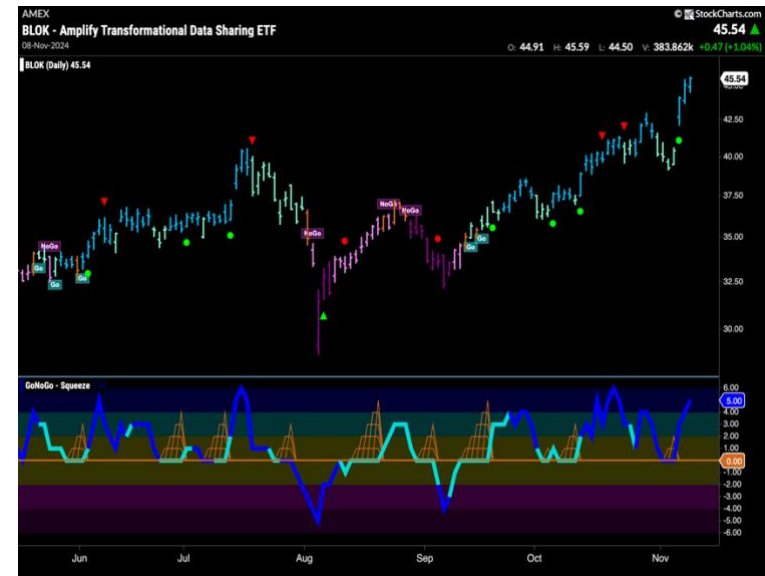 AMEX
© StockCharts.com
BLOK - Amplify Transformational Data Sharing ETF
45.54
08-Nov-2024
O: 44.91 H: 45.59 L: 44.50 V: 383.862k +0.47 (+1.04%)
BLOK (Daily) 45.54
45.54
42.50
40.00
37.50
35.00
32.50
30.00
NoGo
Go
Go
Go
NoGo
NoGo
NoGo
Go
Go
GoNoGo - Squeeze
6.00
5.00
4.00
3.00
2.00
1.00
0.00
-1.00
-2.00
-3.00
-4.00
-5.00
-6.00
Jun Jul Aug Sep Oct Nov